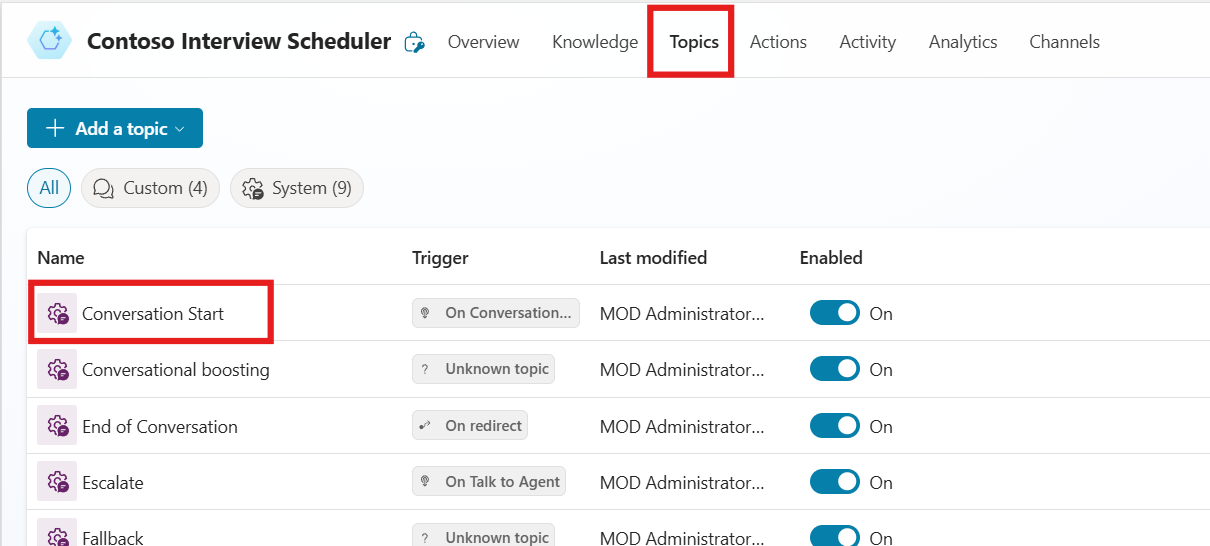 Contoso Interview Scheduler Overview Knowledge Topics Actions Activity Analytics Channels
Add a topic
All Custom (4) System (9)
Name Trigger Last modified Enabled
Conversation Start On Conversation... MOD Administrator... On
Conversational boosting ? Unknown topic MOD Administrator... On
End of Conversation On redirect MOD Administrator... On
Escalate On Talk to Agent MOD Administrator... On
Fallback ? Unknown topic MOD Administrator... On